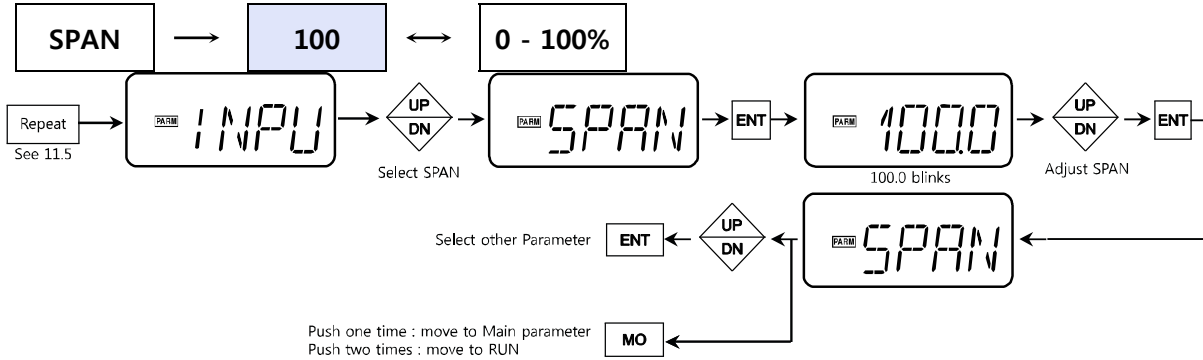 SPAN
100
0 - 100%
Repeat
See 11.5
PARM INPU
UP
DN
Select SPAN
PARM SPAN
ENT
PARM 100.0
100.0 blinks
UP
DN
Adjust SPAN
ENT
PARM SPAN
UP
DN
ENT
Select other Parameter
Push one time : move to Main parameter
Push two times : move to RUN
MO